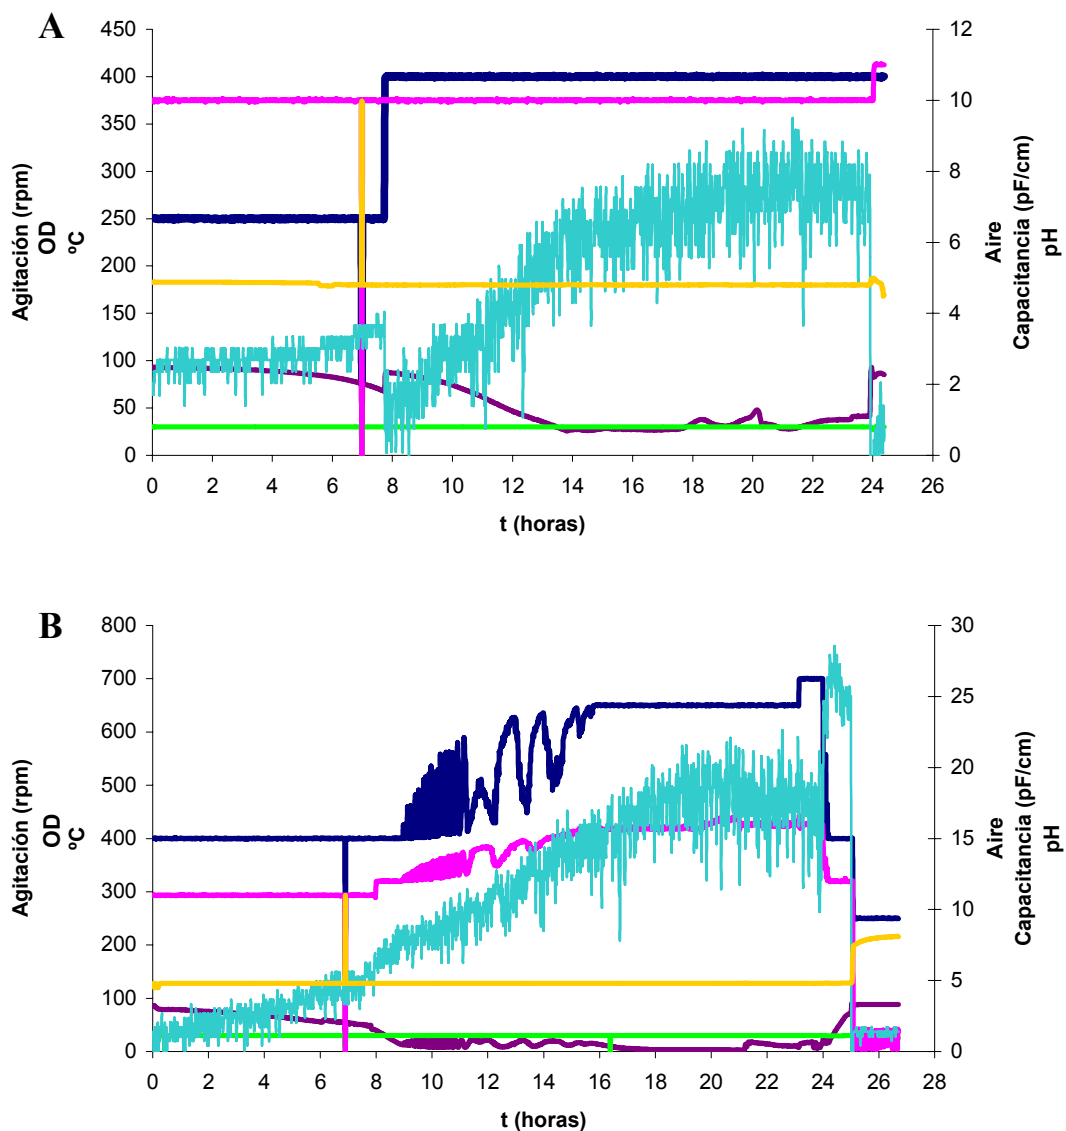 A
450
400
350
300
250
200
150
100
50
0
Agitación (rpm)
OD
ºC
12
10
8
6
4
2
0
Aire
Capacitancia (pF/cm)
pH
0 2 4 6 8 10 12 14 16 18 20 22 24 26
t (horas)
B
800
700
600
500
400
300
200
100
0
Agitación (rpm)
OD
ºC
30
25
20
15
10
5
0
Aire
Capacitancia (pF/cm)
pH
0 2 4 6 8 10 12 14 16 18 20 22 24 26 28
t (horas)